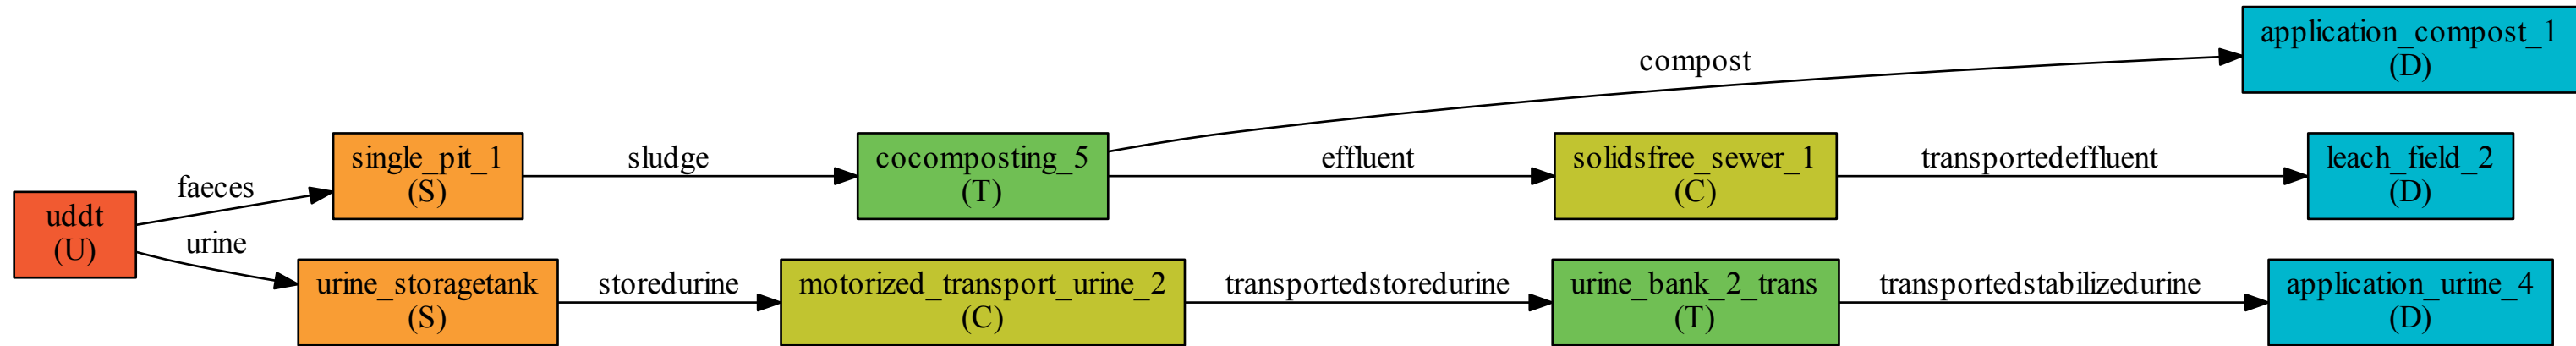 application_compost_1
(D)
compost
single_pit_1
(S)
sludge
cocomposting_5
(T)
effluent
solidsfree_sewer_1
(C)
transportedeffluent
leach_field_2
(D)
faeces
uddt
(U)
urine
urine_storagetank
(S)
storedurine
motorized_transport_urine_2
(C)
transportedstoredurine
urine_bank_2_trans
(T)
transportedstabilizedurine
application_urine_4
(D)